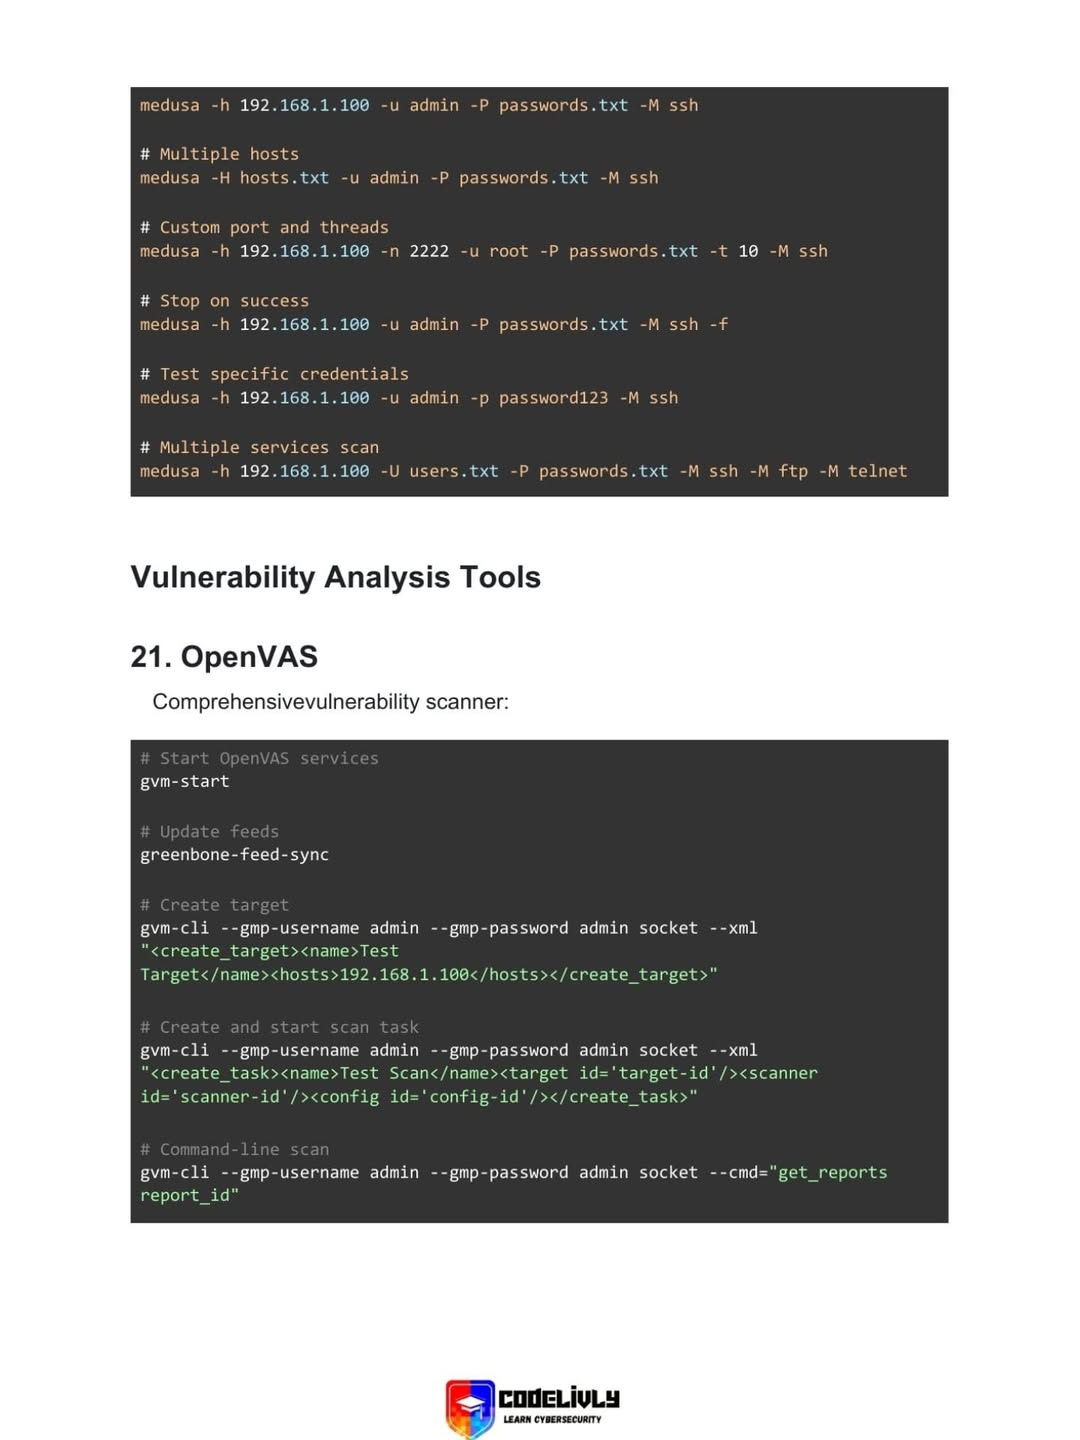 medusa -h 192.168.1.100 -u admin -P passwords.txt -M ssh
# Multiple hosts
medusa -H hosts.txt -u admin -P passwords.txt -M ssh
# Custom port and threads
medusa -h 192.168.1.100 -n 2222 -u root -P passwords.txt -t 10 -M ssh
# Stop on success
medusa -h 192.168.1.100 -u admin -P passwords.txt -M ssh -f
# Test specific credentials
medusa -h 192.168.1.100 -u admin -p password123 -M ssh
# Multiple services scan
medusa -h 192.168.1.100 -U users.txt -P passwords.txt -M ssh -M ftp -M telnet
Vulnerability Analysis Tools
21. OpenVAS
Comprehensivevulnerability scanner:
# Start OpenVAS services
gvm-start
# Update feeds
greenbone-feed-sync
# Create target
gvm-cli --gmp-username admin --gmp-password admin socket --xml
"<create_target><name>Test
Target</name><hosts>192.168.1.100</hosts></create_target>"
# Create and start scan task
gvm-cli --gmp-username admin --gmp-password admin socket --xml
"<create_task><name>Test Scan</name><target id='target-id'/><scanner
id='scanner-id'/><config id='config-id'/></create_task>"
# Command-line scan
gvm-cli --gmp-username admin --gmp-password admin socket --cmd="get_reports
report_id"
CODELIVLY
LEARN CYBERSECURITY